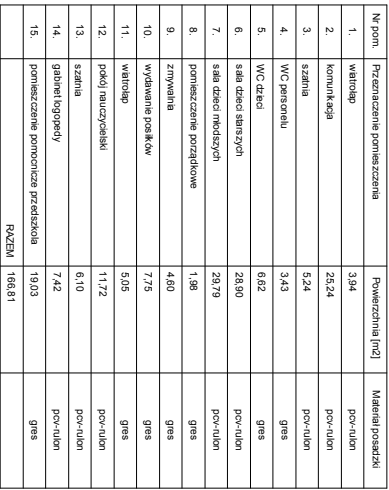 Nr pom. Przeznaczenie pomieszczenia Powierzchnia [m2] Materiał posadzki
1. wiatrołap 3,94 pcv-rulon
2. komunikacja 25,24 pcv-rulon
3. szatnia 5,24 pcv-rulon
4. WC personelu 3,43 gres
5. WC dzieci 6,62 gres
6. sala dzieci starszych 28,90 pcv-rulon
7. sala dzieci młodszych 29,79 pcv-rulon
8. pomieszczenie porządkowe 1,98 gres
9. zmywalnia 4,60 gres
10. wydawanie posiłków 7,75 gres
11. wiatrołap 5,05 gres
12. pokój nauczycielski 11,72 pcv-rulon
13. szatnia 6,10 pcv-rulon
14. gabinet logopedy 7,42 pcv-rulon
15. pomieszczenie pomocnicze przedszkola 19,03 gres
RAZEM 166,81